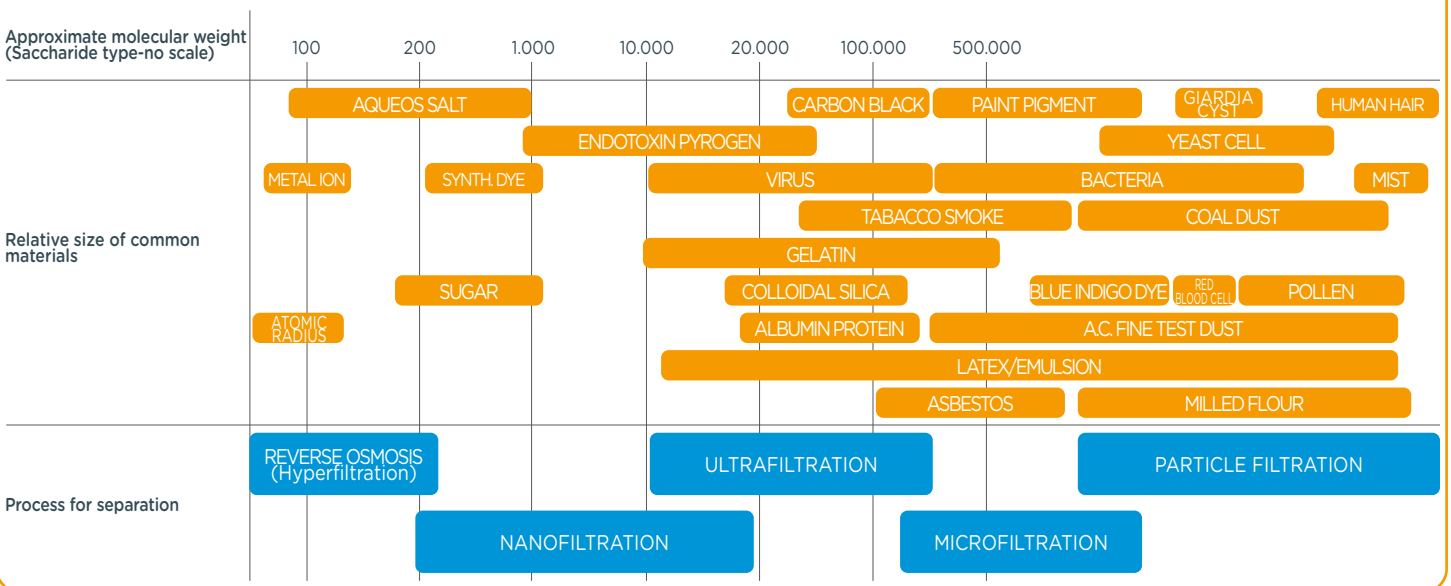 Approximate molecular weight
(Saccharide type-no scale)
100 200 1.000 10.000 20.000 100.000 500.000
AQUEOS SALT
CARBON BLACK
PAINT PIGMENT
GIARDIA
CYST
HUMAN HAIR
ENDOTOXIN PYROGEN
YEAST CELL
METAL ION
SYNTH. DYE
VIRUS
BACTERIA
MIST
TABACCO SMOKE
COAL DUST
Relative size of common
materials
GELATIN
SUGAR
COLLOIDAL SILICA
BLUE INDIGO DYE
RED
BLOOD CELL
POLLEN
ATOMIC
RADIUS
ALBUMIN PROTEIN
A.C. FINE TEST DUST
LATEX/EMULSION
ASBESTOS
MILLED FLOUR
Process for separation
REVERSE OSMOSIS
(Hyperfiltration)
ULTRAFILTRATION
PARTICLE FILTRATION
NANOFILTRATION
MICROFILTRATION